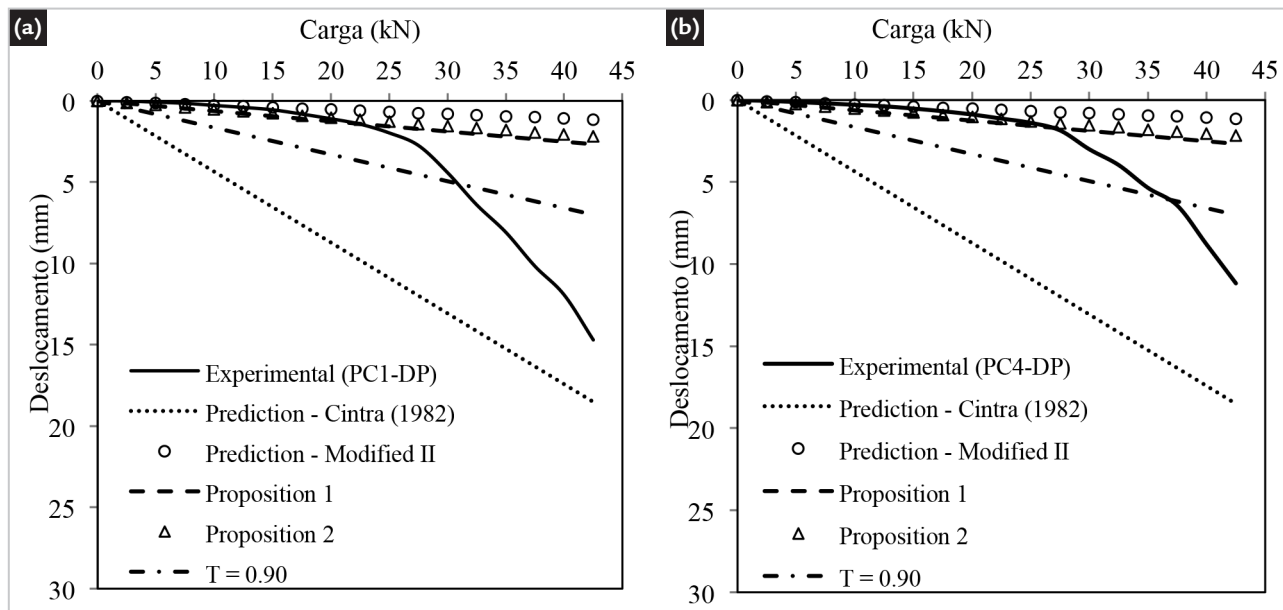 (a)
Carga (kN)
0 5 10 15 20 25 30 35 40 45
0
5
10
15
20
25
30
Deslocamento (mm)
Experimental (PC1-DP)
Prediction - Cintra (1982)
Prediction - Modified II
Proposition 1
Proposition 2
T = 0.90
(b)
Carga (kN)
0 5 10 15 20 25 30 35 40 45
0
5
10
15
20
25
30
Deslocamento (mm)
Experimental (PC4-DP)
Prediction - Cintra (1982)
Prediction - Modified II
Proposition 1
Proposition 2
T = 0.90